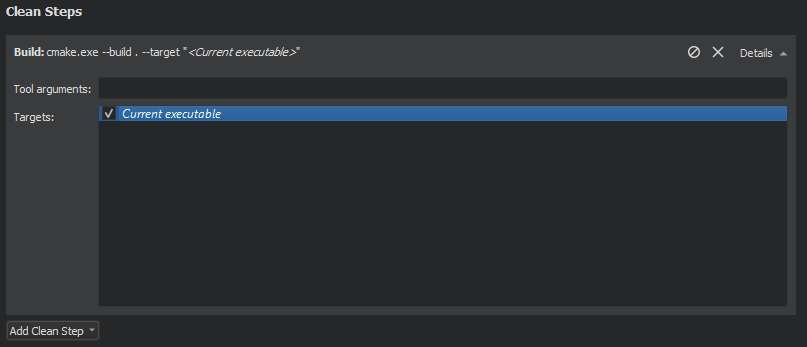 Clean Steps
Build: cmake.exe --build . --target "<Current executable>"
Details
Tool arguments:
Targets:
Current executable
Add Clean Step